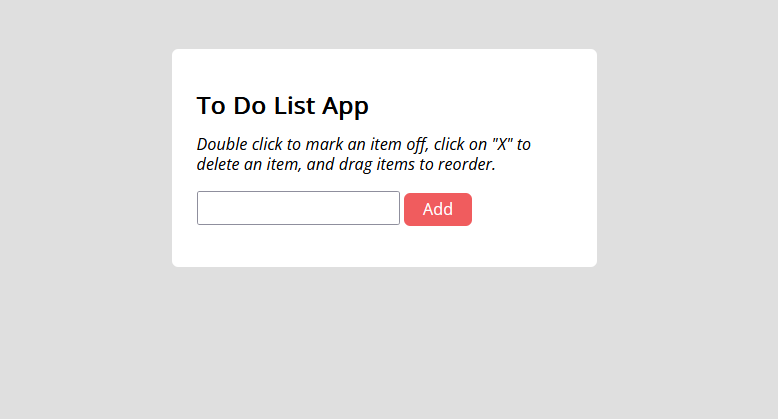 To Do List App
Double click to mark an item off, click on "X" to
delete an item, and drag items to reorder.
Add